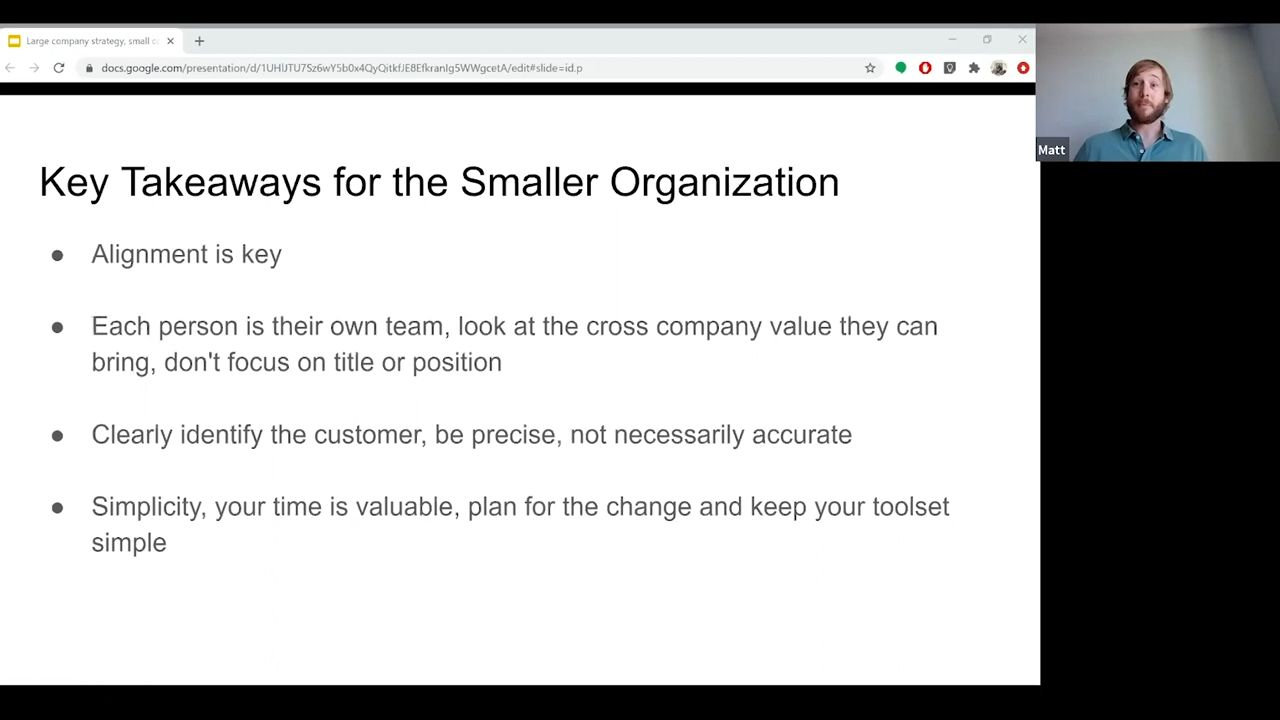 Large company strategy, small c
docs.google.com/presentation/d/1UHlJTU7Sz6wY5b0x4QyQitkfJE8EfkranIg5WWgcetA/edit#slide=id.p
Matt
Key Takeaways for the Smaller Organization
● Alignment is key
● Each person is their own team, look at the cross company value they can
bring, don't focus on title or position
● Clearly identify the customer, be precise, not necessarily accurate
● Simplicity, your time is valuable, plan for the change and keep your toolset
simple